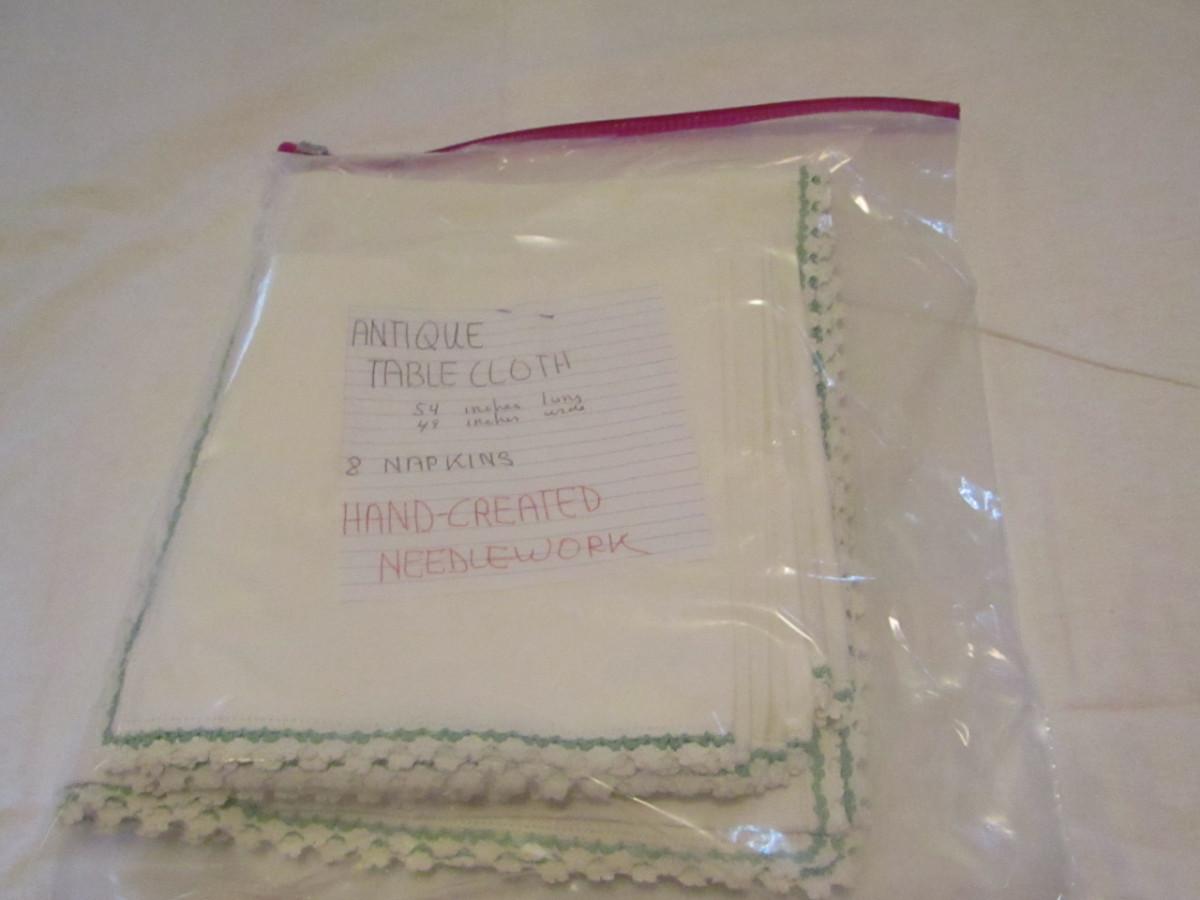 ANTIQUE
TABLE CLOTH
54 inches long
48 inches wide
8 NAPKINS
HAND-CREATED
NEEDLEWORK